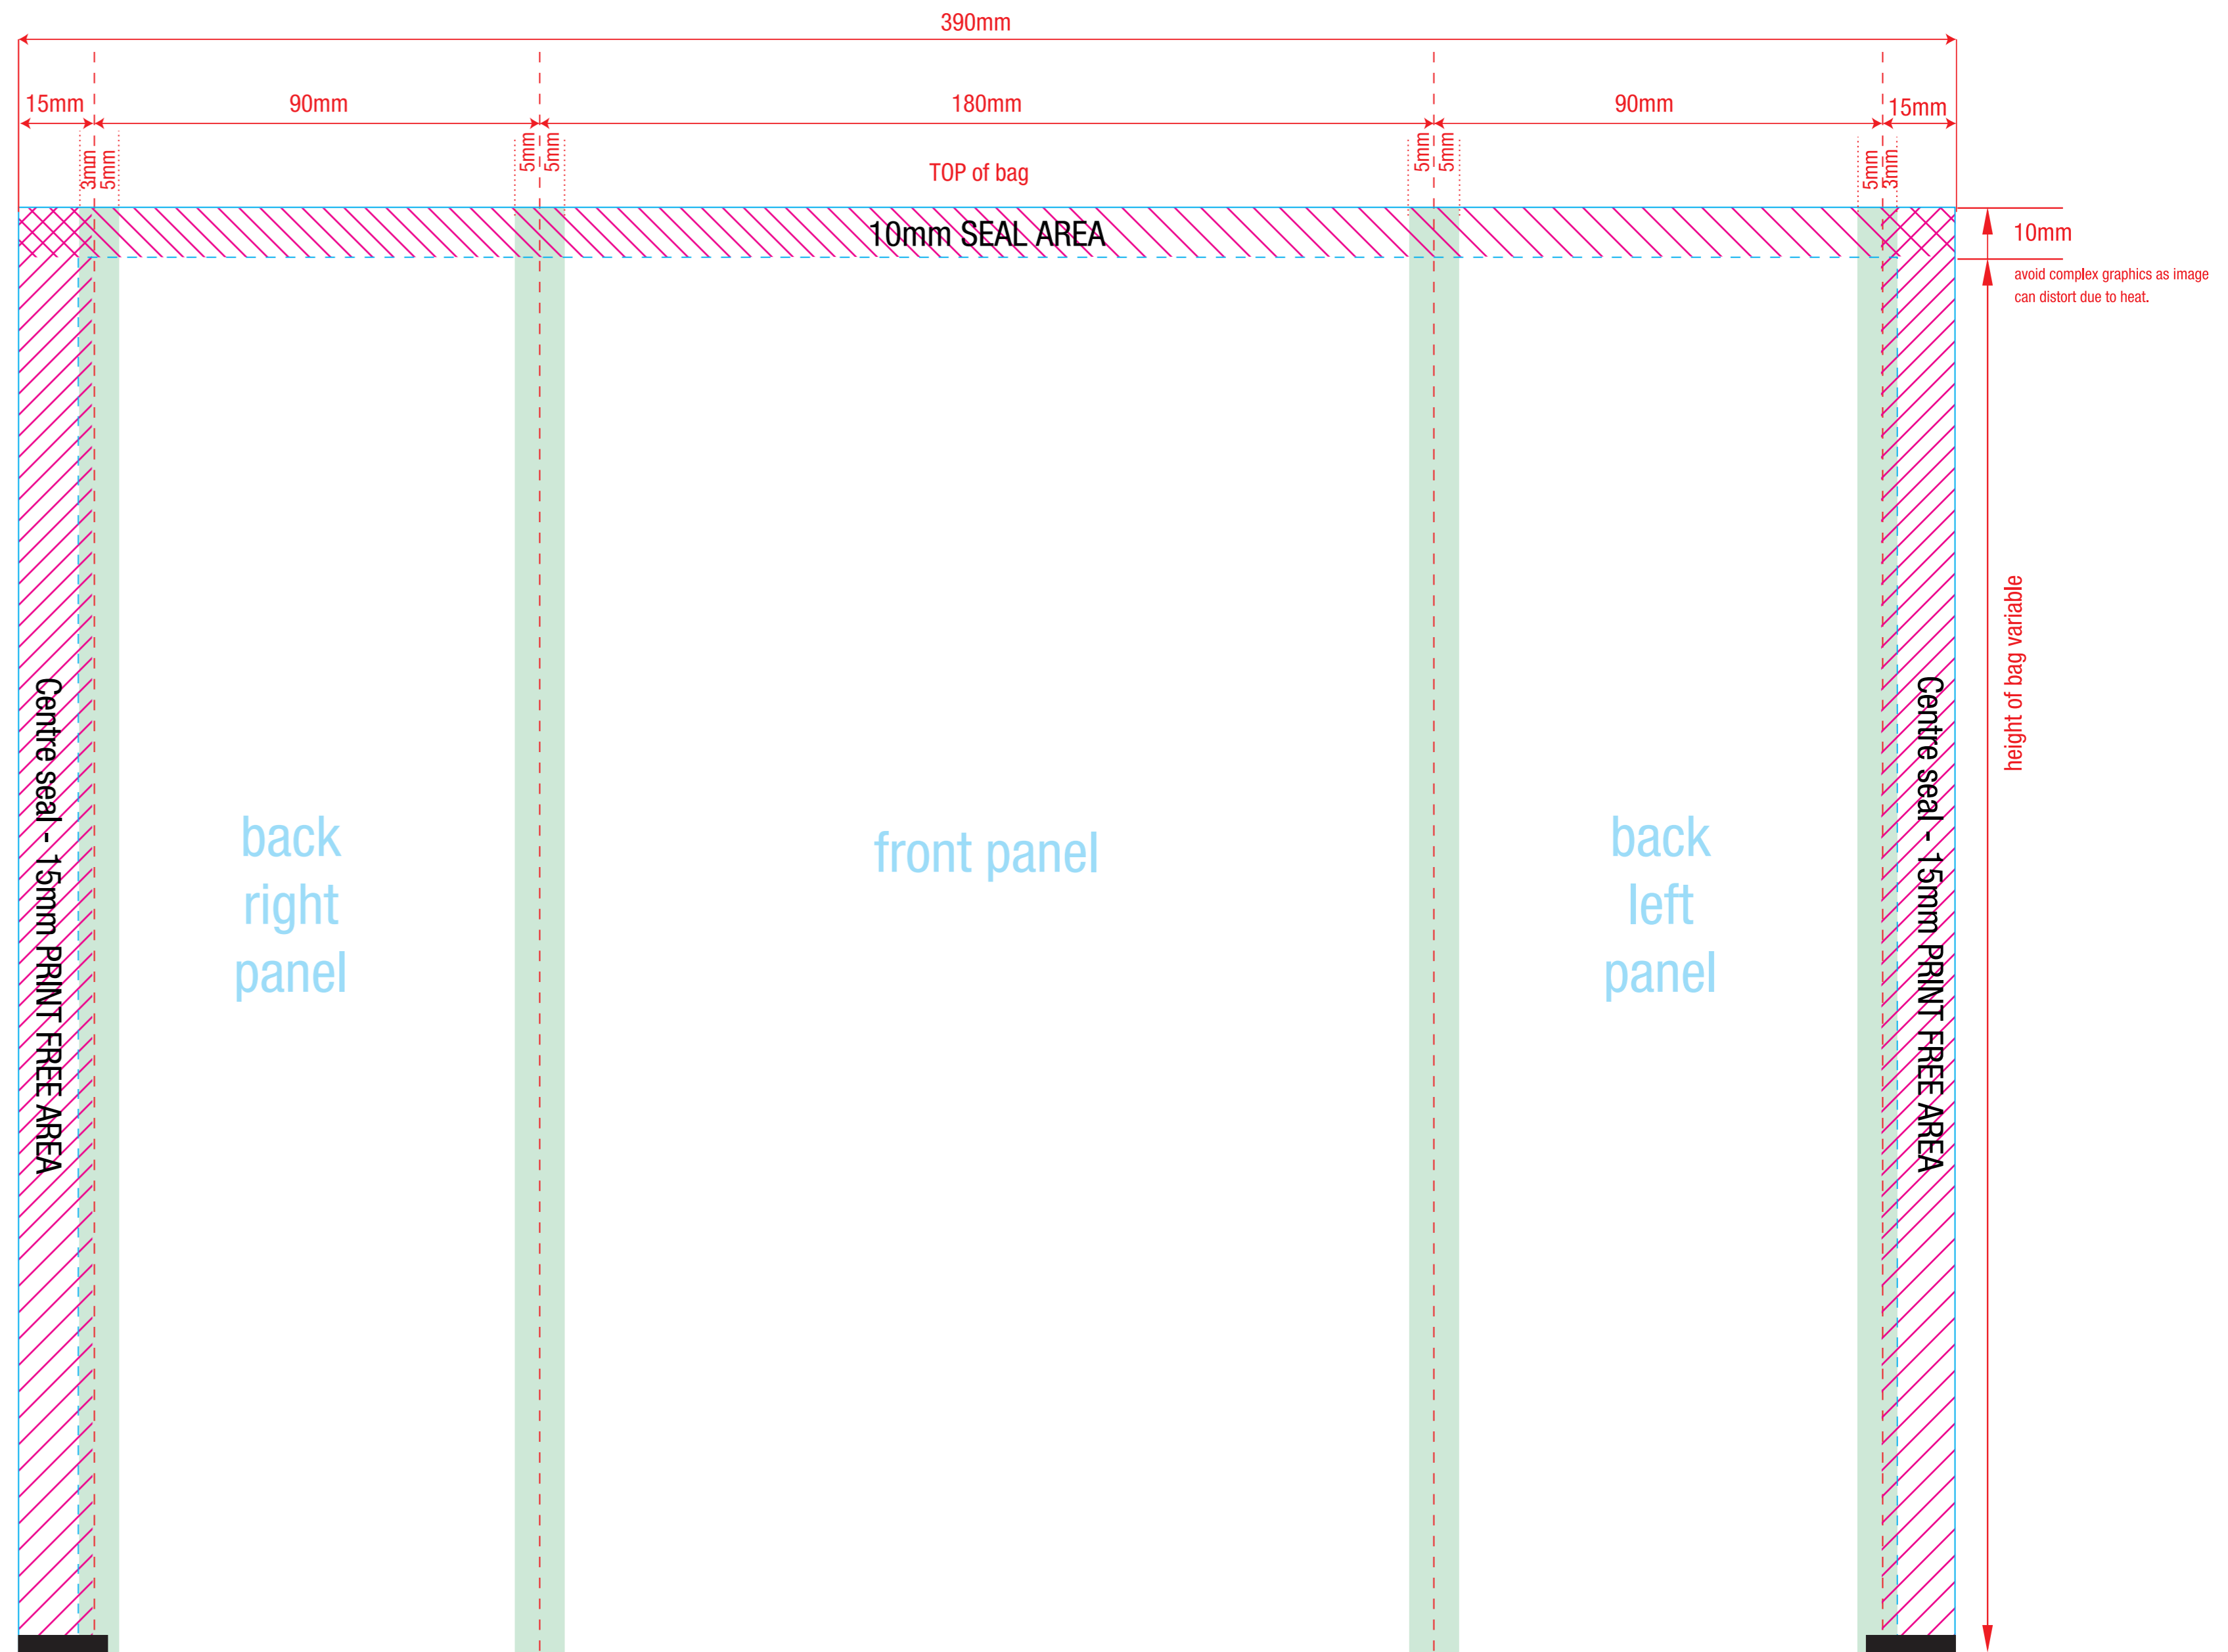 390mm
15mm
90mm
180mm
90mm
15mm
3mm
5mm
5mm
5mm
5mm
5mm
5mm
3mm
TOP of bag
10mm SEAL AREA
10mm
avoid complex graphics as image
can distort due to heat.
height of bag variable
Centre seal - 15mm PRINT FREE AREA
back
right
panel
front panel
back
left
panel
Centre seal - 15mm PRINT FREE AREA